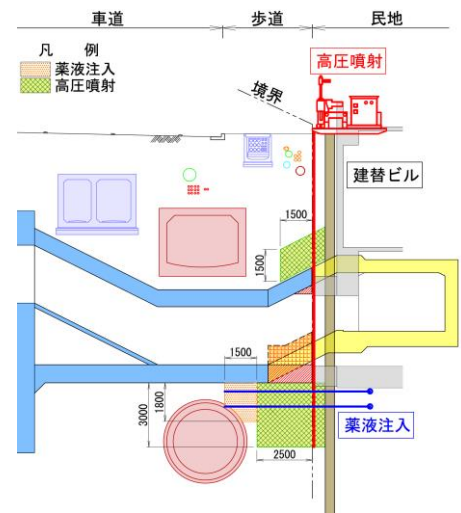 車道
歩道
民地
凡 例
薬液注入
高圧噴射
高圧噴射
境界
建替ビル
1500
1500
1500
1800
3000
2500
薬液注入